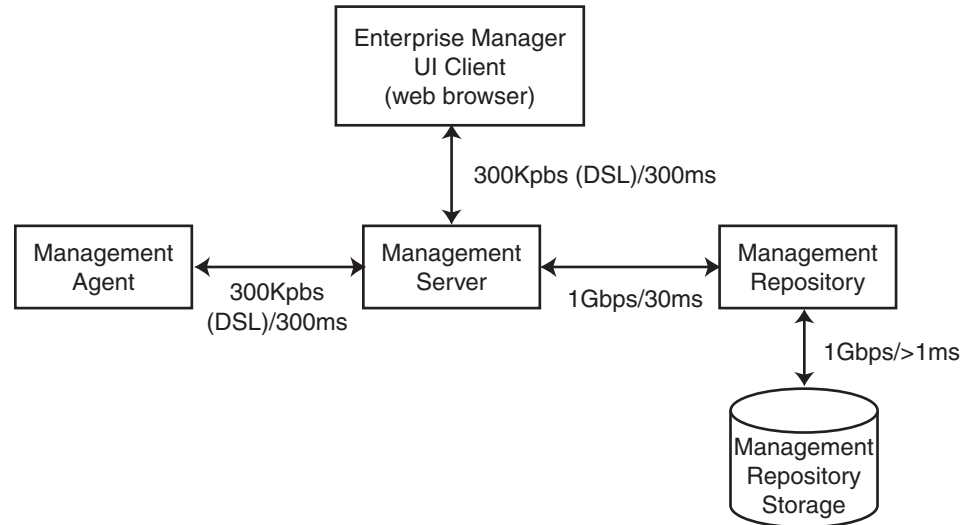 Enterprise Manager
UI Client
(web browser)
300Kpbs (DSL)/300ms
Management
Agent
300Kpbs
(DSL)/300ms
Management
Server
1Gbps/30ms
Management
Repository
1Gbps/>1ms
Management
Repository
Storage